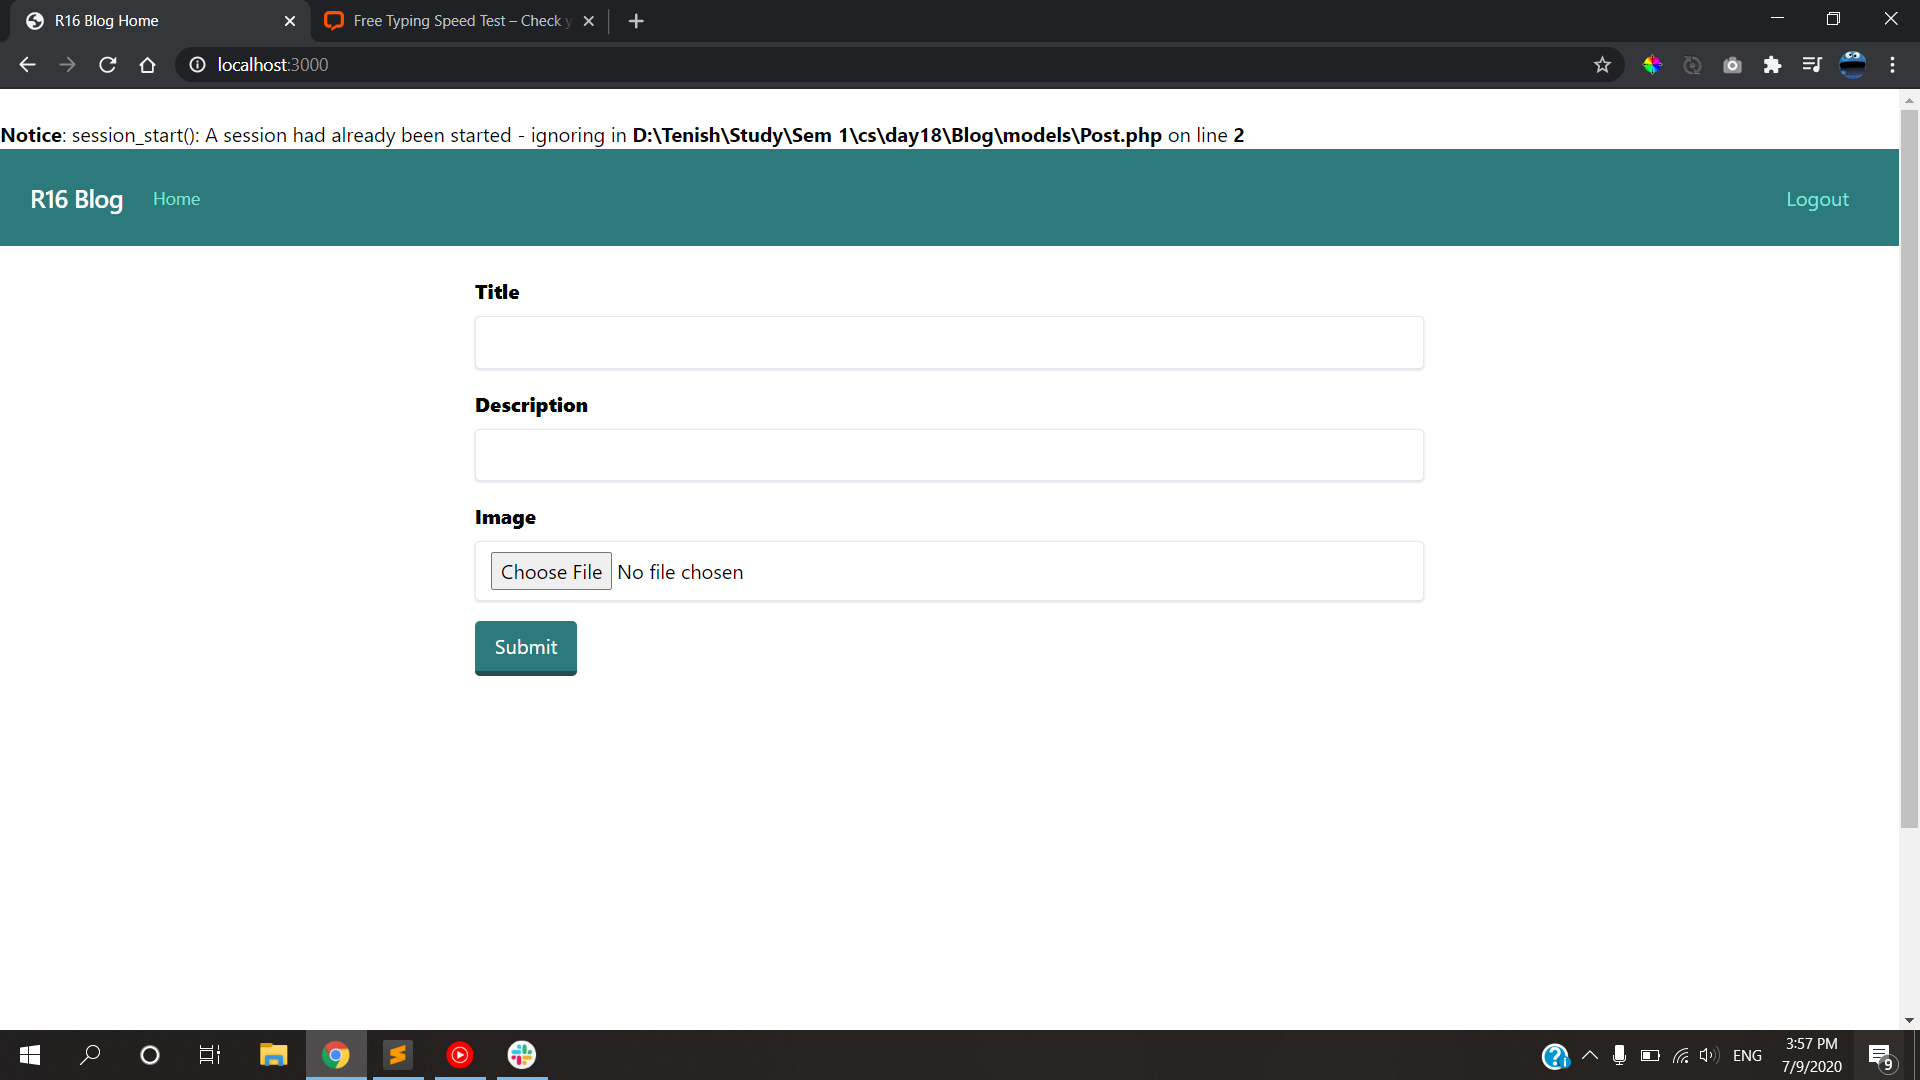 R16 Blog Home
Free Typing Speed Test – Check
localhost:3000
Notice: session_start(): A session had already been started - ignoring in D:\Tenish\Study\Sem 1\cs\day18\Blog\models\Post.php on line 2
R16 Blog
Home
Logout
Title
Description
Image
Choose File No file chosen
Submit
ENG
3:57 PM
7/9/2020
9